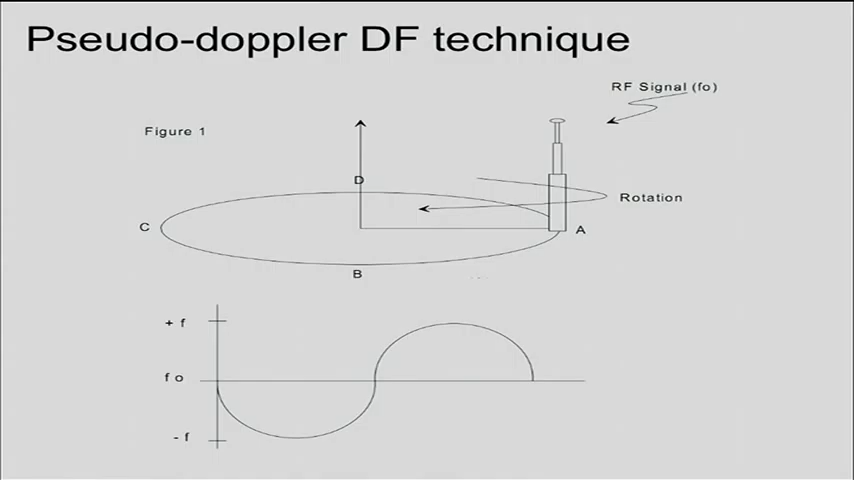 Pseudo-doppler DF technique
RF Signal (fo)
Figure 1
D
Rotation
C
A
B
+ f
f o
- f